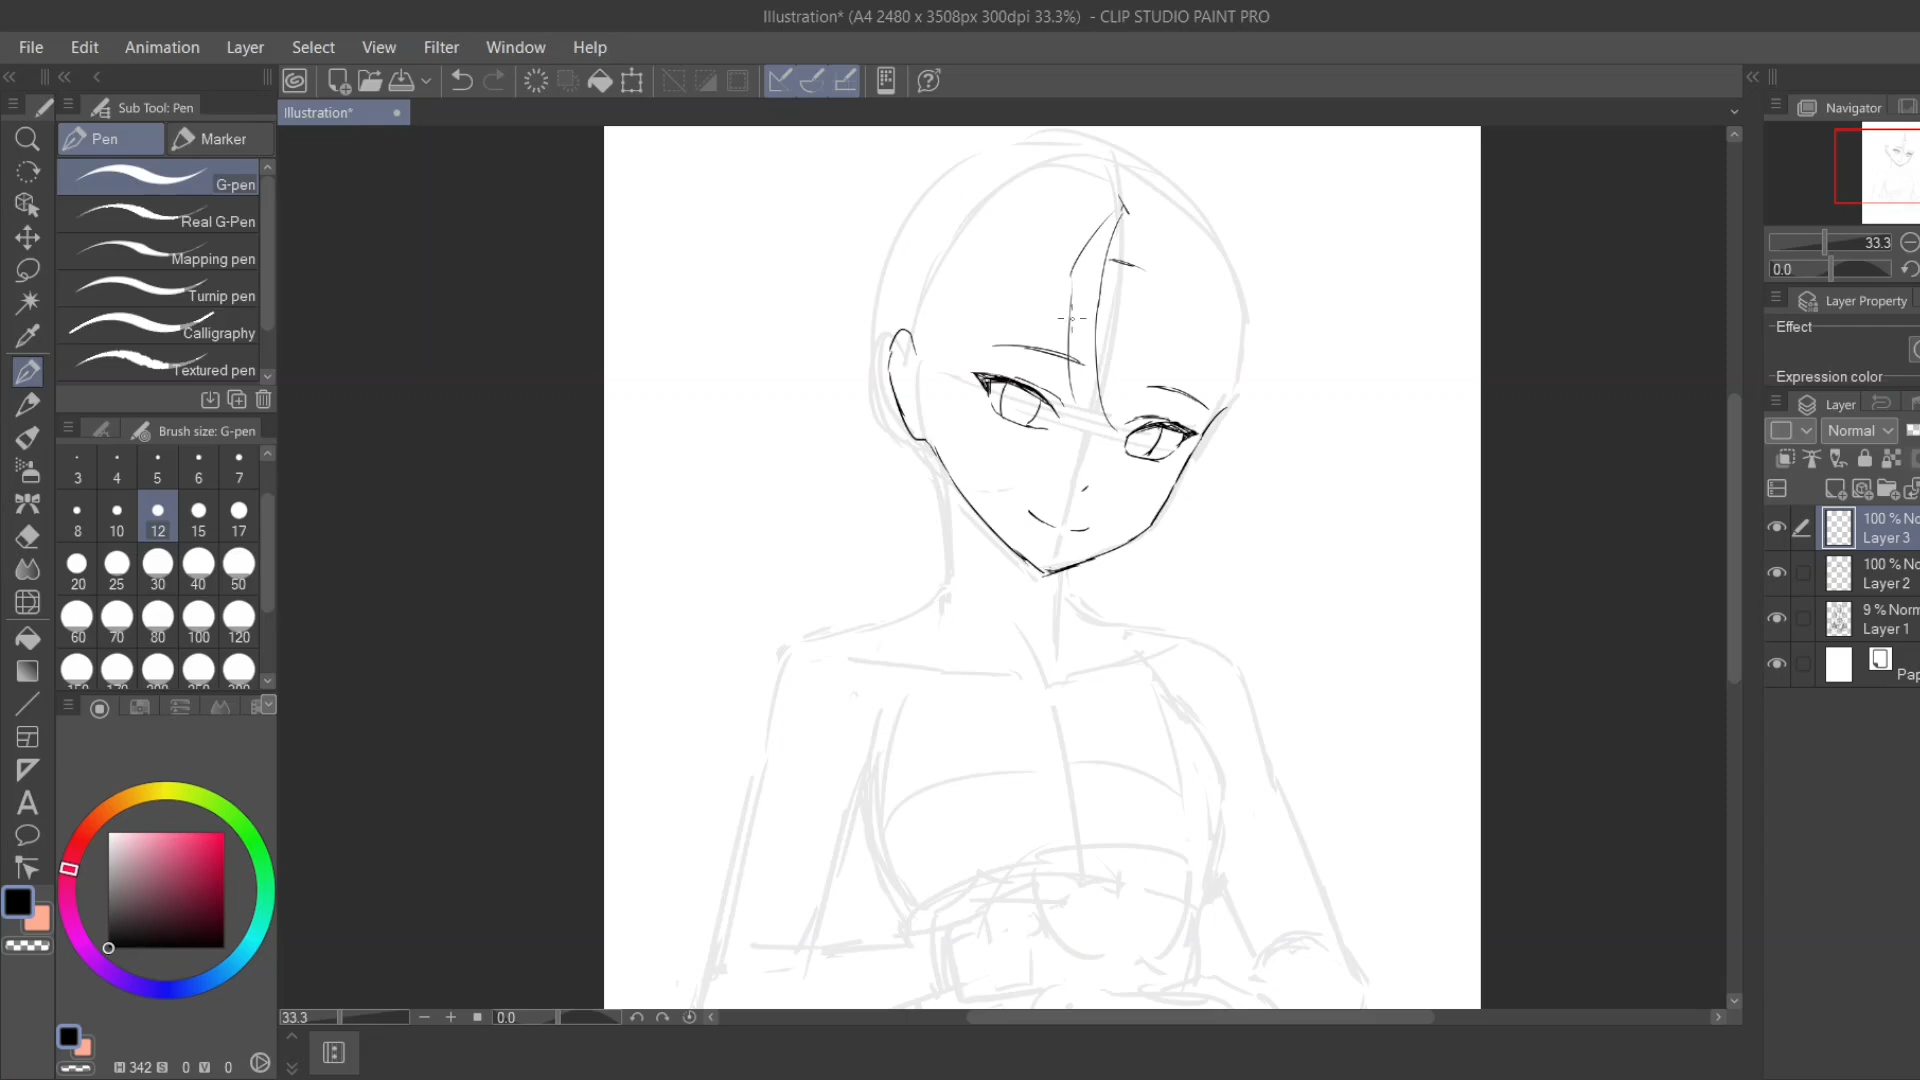 Illustration* (A4 2480 x 3508px 300dpi 33.3%) - CLIP STUDIO PAINT PRO
File Edit Animation Layer Select View Filter Window Help
Sub Tool: Pen
Illustration*
Pen Marker
G-pen
Real G-Pen
Mapping pen
Turnip pen
Calligraphy
Textured pen
Brush size: G-pen
3 4 5 6 7
8 10 12 15 17
20 25 30 40 50
60 70 80 100 120
H 342 S 0 V 0
33.3 0.0
Navigator
33.3
0.0
Layer Property
Effect
Expression color
Layer
Normal
100 % No
Layer 3
100 % No
Layer 2
9 % Norm
Layer 1
Pap